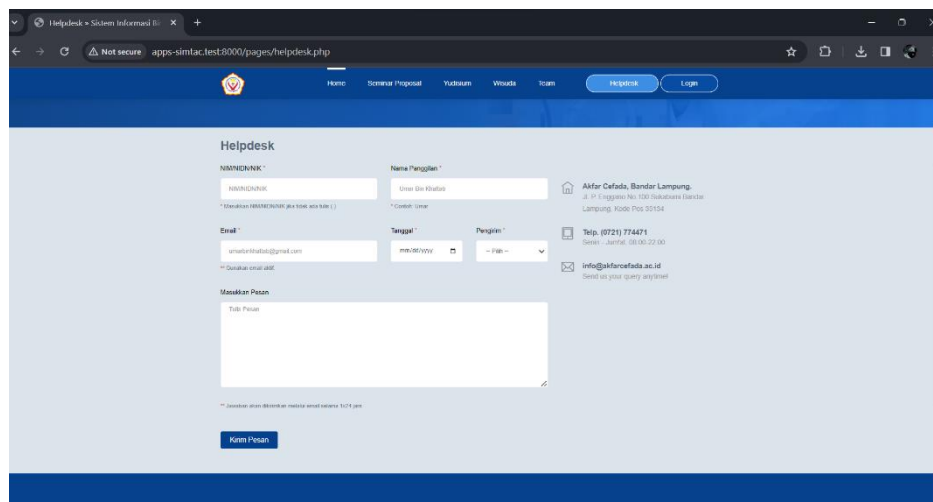 Helpdesk » Sistem Informasi Bi
Not secure apps-simtac.test:8000/pages/helpdesk.php
Home Seminar Proposal Yudisium Wisuda Team Helpdesk Login
Helpdesk
NIM/NIDN/NIK * Nama Panggilan *
NIM/NIDN/NIK Umar Bin Khattab
* Masukkan NIM/NIDN/NIK jika tidak ada tulis (-) * Contoh: Umar
Email * Tanggal * Pengirim *
umarbinkhattab@gmail.com mm/dd/yyyy -- Pilih --
** Gunakan email aktif
Masukkan Pesan
Tulis Pesan
** Jawaban akan dikirimkan melalui email selama 1x24 jam
Kirim Pesan
Akfar Cefada, Bandar Lampung.
Jl. P. Enggano No.100 Sukabumi Bandar
Lampung, Kode Pos 35134
Telp. (0721) 774471
Senin - Jum'at: 08.00-22.00
info@akfarcefada.ac.id
Send us your query anytime!